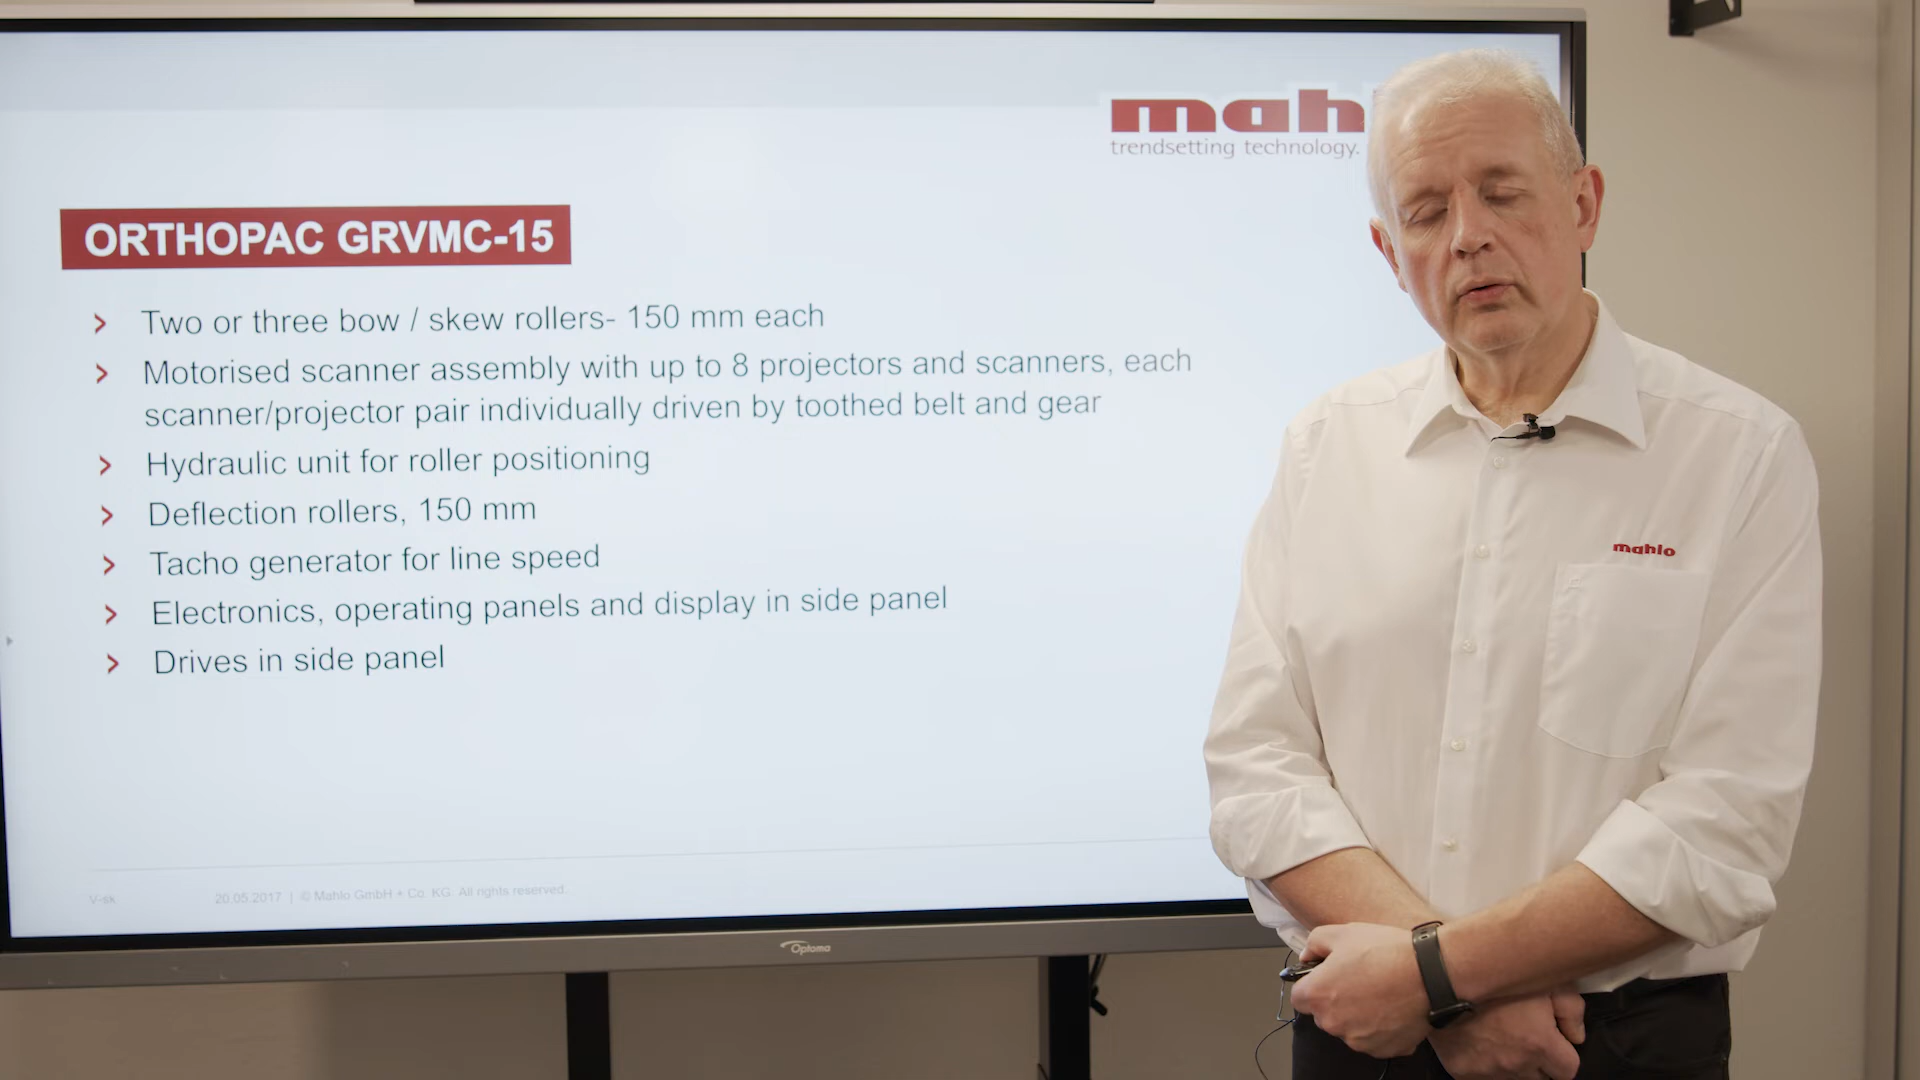 mah
trendsetting technology.
ORTHOPAC GRVMC-15
Two or three bow / skew rollers- 150 mm each
Motorised scanner assembly with up to 8 projectors and scanners, each
scanner/projector pair individually driven by toothed belt and gear
Hydraulic unit for roller positioning
Deflection rollers, 150 mm
Tacho generator for line speed
Electronics, operating panels and display in side panel
Drives in side panel
V-sk 20.05.2017 | © Mahlo GmbH + Co. KG. All rights reserved.
Optoma
mahlo